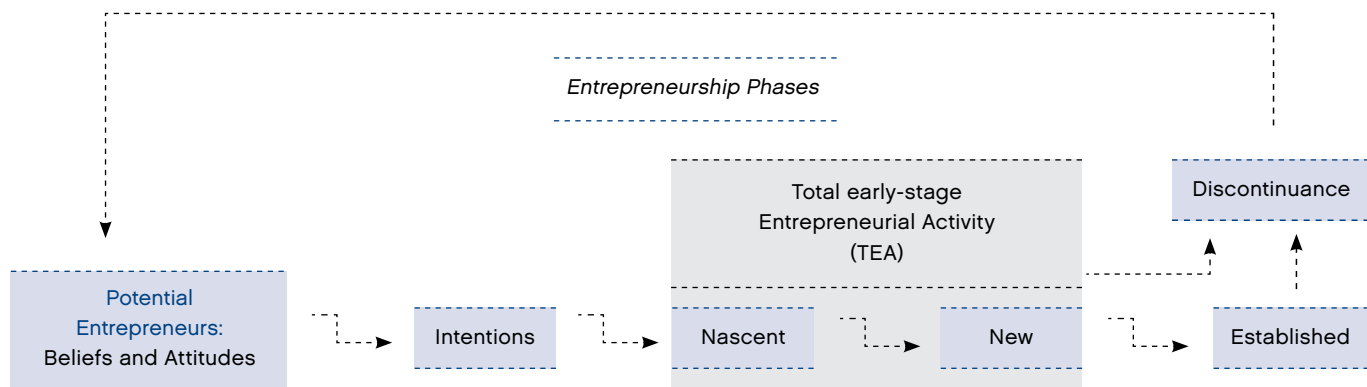 Entrepreneurship Phases
Total early-stage
Entrepreneurial Activity
(TEA)
Discontinuance
Potential
Entrepreneurs:
Beliefs and Attitudes
Intentions
Nascent
New
Established